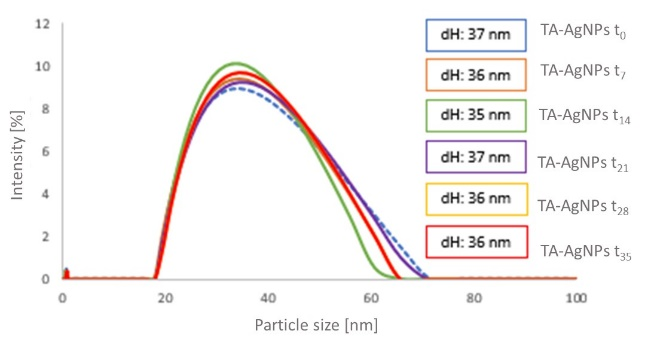 12
10
8
6
4
2
0
Intensity [%]
0 20 40 60 80 100
Particle size [nm]
dH: 37 nm TA-AgNPs t₀
dH: 36 nm TA-AgNPs t₇
dH: 35 nm TA-AgNPs t₁₄
dH: 37 nm TA-AgNPs t₂₁
dH: 36 nm TA-AgNPs t₂₈
dH: 36 nm TA-AgNPs t₃₅